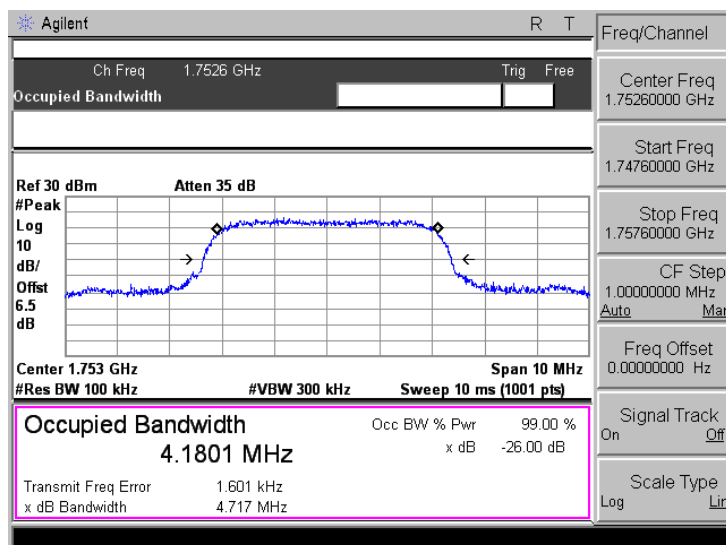 Agilent R T
Ch Freq 1.7526 GHz Trig Free
Occupied Bandwidth
Ref 30 dBm Atten 35 dB
#Peak
Log
10
dB/
Offst
6.5
dB
Center 1.753 GHz Span 10 MHz
#Res BW 100 kHz #VBW 300 kHz Sweep 10 ms (1001 pts)
Occupied Bandwidth
4.1801 MHz
Occ BW % Pwr 99.00 %
x dB -26.00 dB
Transmit Freq Error 1.601 kHz
x dB Bandwidth 4.717 MHz
Freq/Channel
Center Freq
1.75260000 GHz
Start Freq
1.74760000 GHz
Stop Freq
1.75760000 GHz
CF Step
1.00000000 MHz
Auto Man
Freq Offset
0.00000000 Hz
Signal Track
On Off
Scale Type
Log Lin